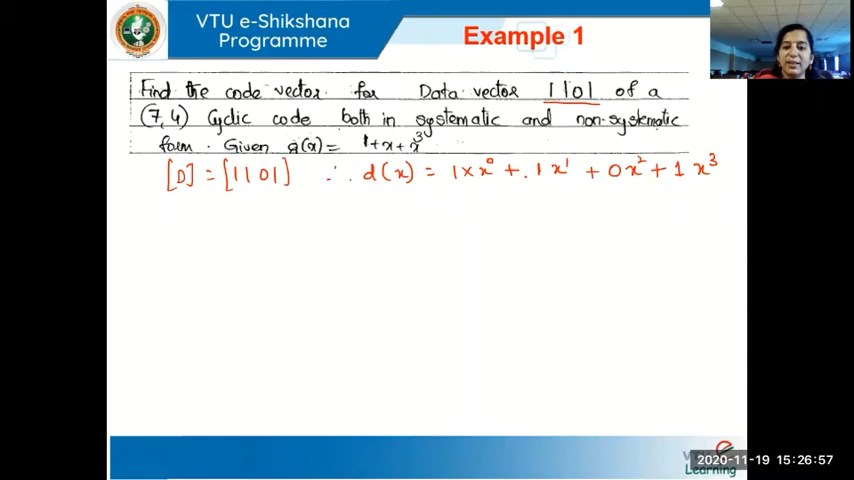 VTU e-Shikshana
Programme
Example 1
Find the code vector for Data vector 1101 of a
(7,4) Cyclic code both in systematic and non-systematic
form. Given g(x) = 1+x+x³
[D] = [1101] ∴ d(x) = 1×x⁰ + 1x¹ + 0x² + 1x³
2020-11-19 15:26:57
Learning